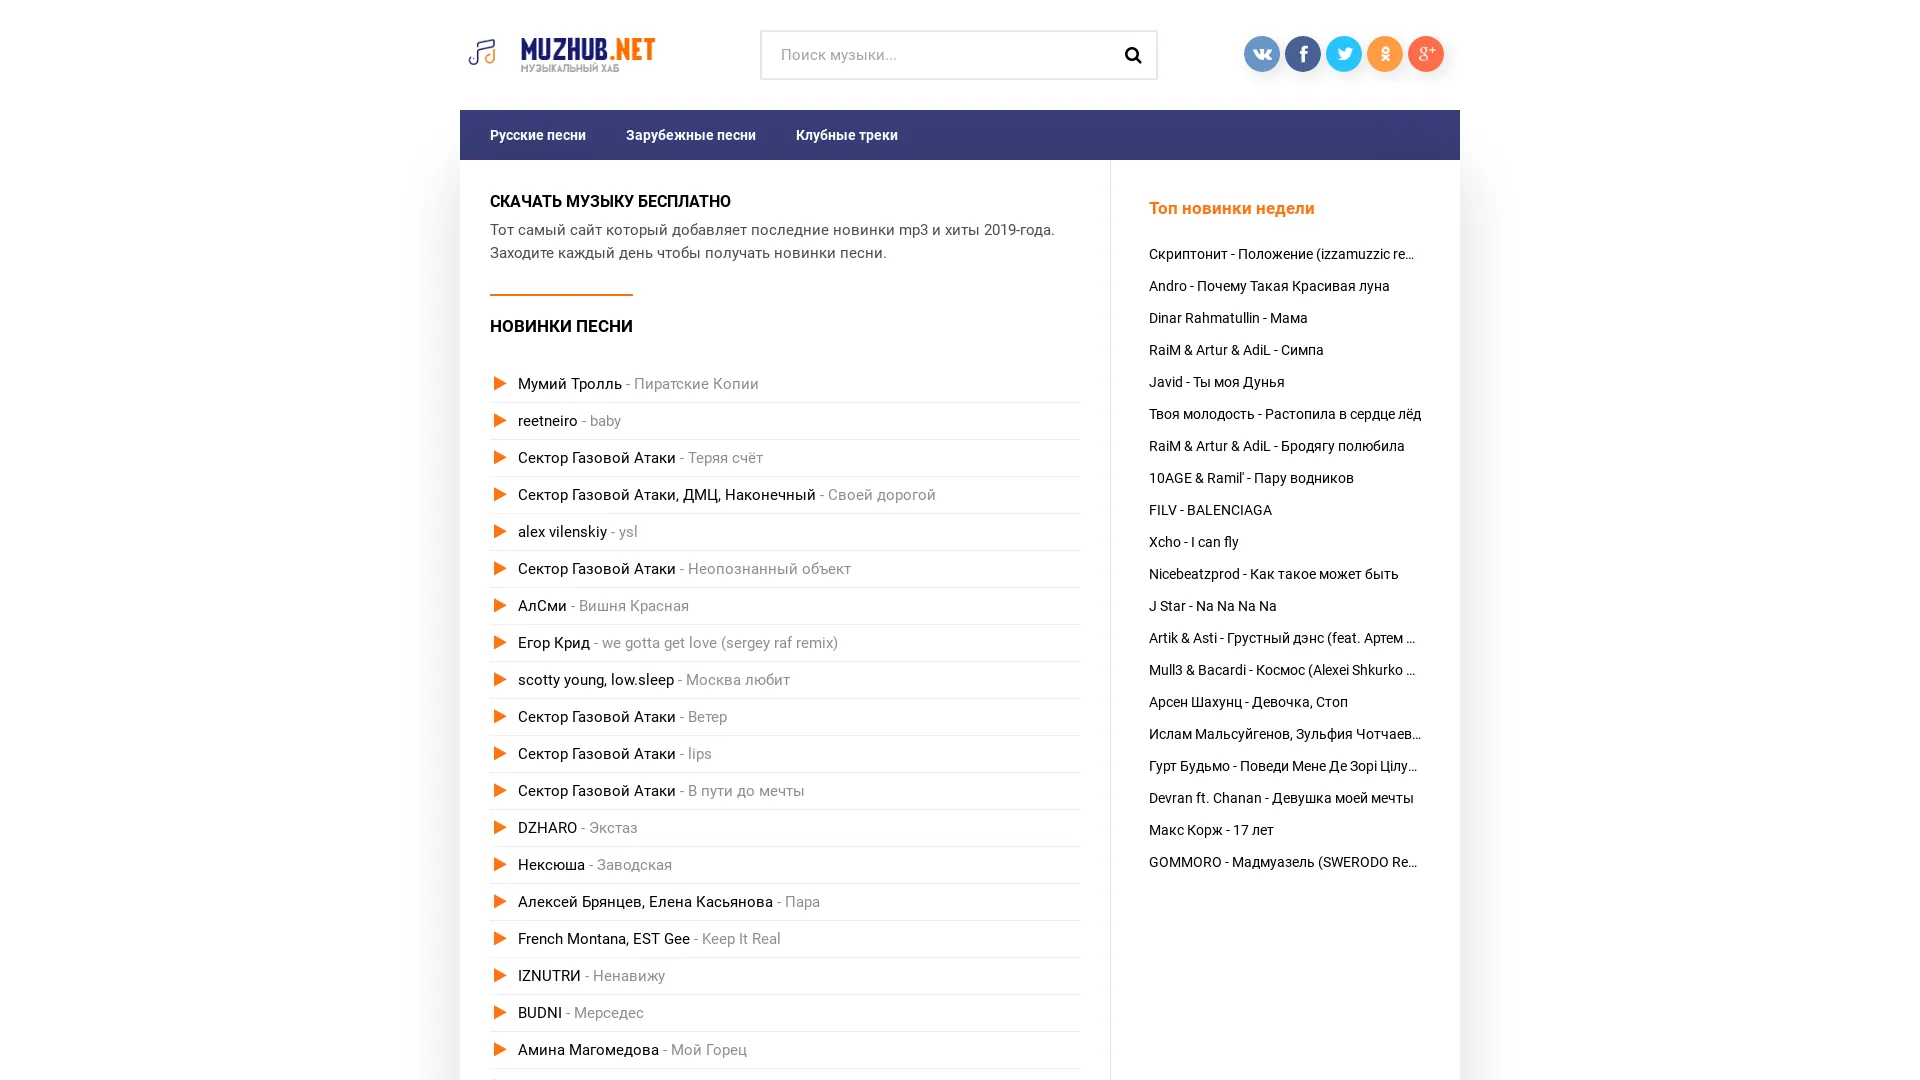 MUZHUB.NET
МУЗЫКАЛЬНЫЙ ХАБ
Поиск музыки...
Русские песни
Зарубежные песни
Клубные треки
СКАЧАТЬ МУЗЫКУ БЕСПЛАТНО
Тот самый сайт который добавляет последние новинки mp3 и хиты 2019-года.
Заходите каждый день чтобы получать новинки песни.
НОВИНКИ ПЕСНИ
Мумий Тролль - Пиратские Копии
reetneiro - baby
Сектор Газовой Атаки - Теряя счёт
Сектор Газовой Атаки, ДМЦ, Наконечный - Своей дорогой
alex vilenskiy - ysl
Сектор Газовой Атаки - Неопознанный объект
АлСми - Вишня Красная
Егор Крид - we gotta get love (sergey raf remix)
scotty young, low.sleep - Москва любит
Сектор Газовой Атаки - Ветер
Сектор Газовой Атаки - lips
Сектор Газовой Атаки - В пути до мечты
DZHARO - Экстаз
Нексюша - Заводская
Алексей Брянцев, Елена Касьянова - Пара
French Montana, EST Gee - Keep It Real
IZNUTRИ - Ненавижу
BUDNI - Мерседес
Амина Магомедова - Мой Горец
Топ новинки недели
Скриптонит - Положение (izzamuzzic re...
Andro - Почему Такая Красивая луна
Dinar Rahmatullin - Мама
RaiM & Artur & AdiL - Симпа
Javid - Ты моя Дунья
Твоя молодость - Растопила в сердце лёд
RaiM & Artur & AdiL - Бродягу полюбила
10AGE & Ramil' - Пару водников
FILV - BALENCIAGA
Xcho - I can fly
Nicebeatzprod - Как такое может быть
J Star - Na Na Na Na
Artik & Asti - Грустный дэнс (feat. Артем ...
Mull3 & Bacardi - Космос (Alexei Shkurko ...
Арсен Шахунц - Девочка, Стоп
Ислам Мальсуйгенов, Зульфия Чотчаев...
Гурт Будьмо - Поведи Мене Де Зорі Цілу...
Devran ft. Chanan - Девушка моей мечты
Макс Корж - 17 лет
GOMMORO - Мадмуазель (SWERODO Re...